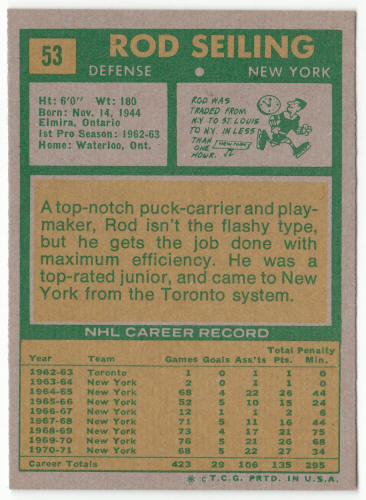 53
ROD SEILING
DEFENSE • NEW YORK
Ht: 6'0" Wt: 180
Born: Nov. 14, 1944
Elmira, Ontario
1st Pro Season: 1962-63
Home: Waterloo, Ont.
ROD WAS
TRADED FROM
N.Y. TO ST. LOUIS
TO N.Y. IN LESS
THAN ONE
HOUR.
NEW YORK
A top-notch puck-carrier and play-
maker, Rod isn't the flashy type,
but he gets the job done with
maximum efficiency. He was a
top-rated junior, and came to New
York from the Toronto system.
NHL CAREER RECORD
Total Penalty
Year Team Games Goals Ass'ts Pts. Min.
1962-63 Toronto 1 0 1 1 0
1963-64 New York 2 0 1 1 0
1964-65 New York 68 4 22 26 44
1965-66 New York 52 5 10 15 24
1966-67 New York 12 1 1 2 6
1967-68 New York 71 5 11 16 44
1968-69 New York 73 4 17 21 75
1969-70 New York 76 5 21 26 68
1970-71 New York 68 5 22 27 34
Career Totals 423 29 106 135 295
© T.C.G. PRTD. IN U.S.A.